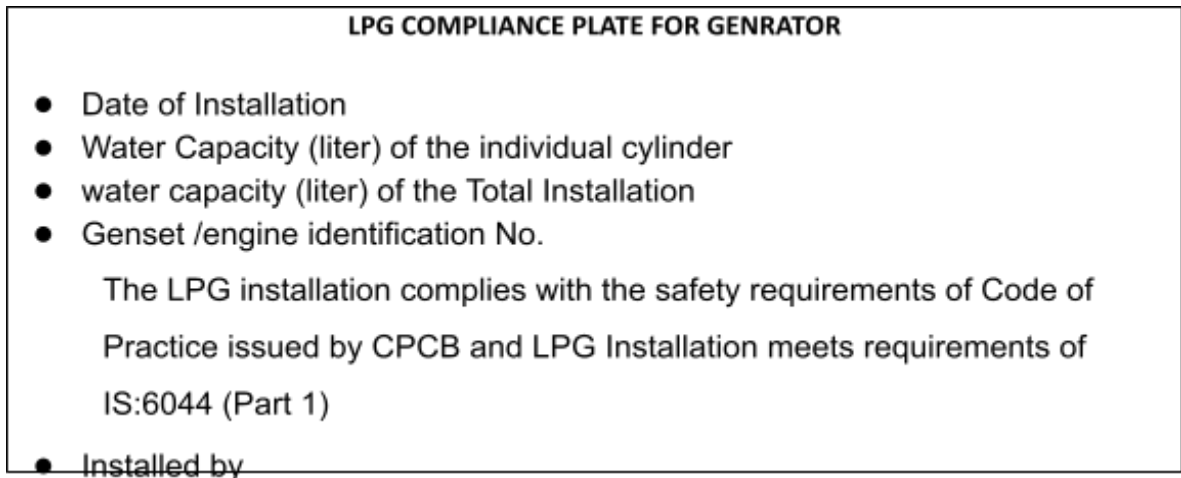 LPG COMPLIANCE PLATE FOR GENRATOR
● Date of Installation
● Water Capacity (liter) of the individual cylinder
● water capacity (liter) of the Total Installation
● Genset /engine identification No.
The LPG installation complies with the safety requirements of Code of
Practice issued by CPCB and LPG Installation meets requirements of
IS:6044 (Part 1)
● Installed by